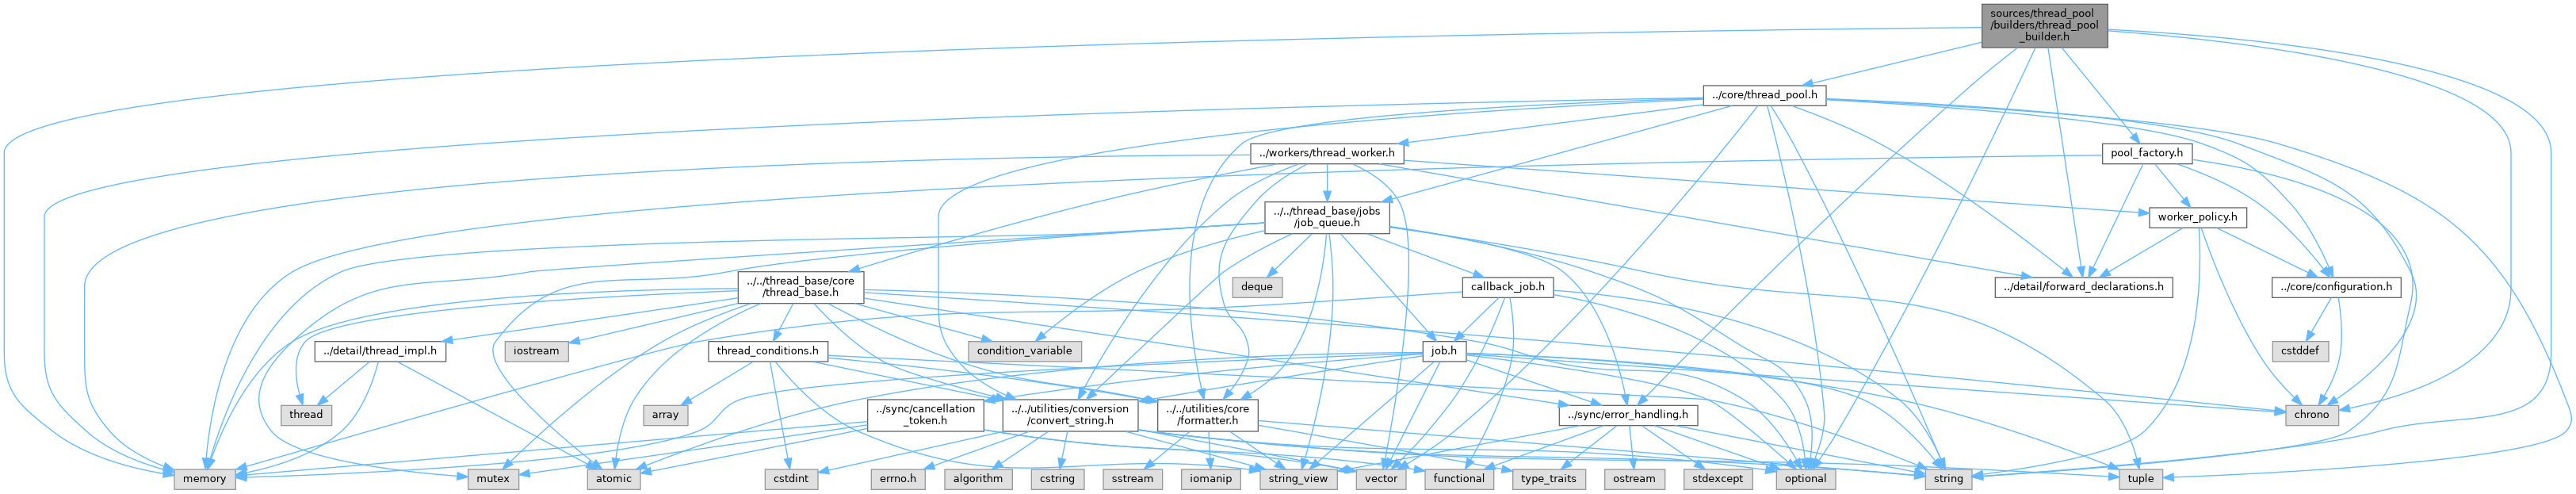 sources/thread_pool
/builders/thread_pool
_builder.h
../core/thread_pool.h
../workers/thread_worker.h
pool_factory.h
../../thread_base/jobs
/job_queue.h
worker_policy.h
../../thread_base/core
/thread_base.h
deque
callback_job.h
../detail/forward_declarations.h
../core/configuration.h
../detail/thread_impl.h
iostream
thread_conditions.h
condition_variable
job.h
cstddef
thread
array
../sync/cancellation
_token.h
../../utilities/conversion
/convert_string.h
../../utilities/core
/formatter.h
../sync/error_handling.h
chrono
memory
mutex
atomic
cstdint
errno.h
algorithm
cstring
sstream
iomanip
string_view
vector
functional
type_traits
ostream
stdexcept
optional
string
tuple